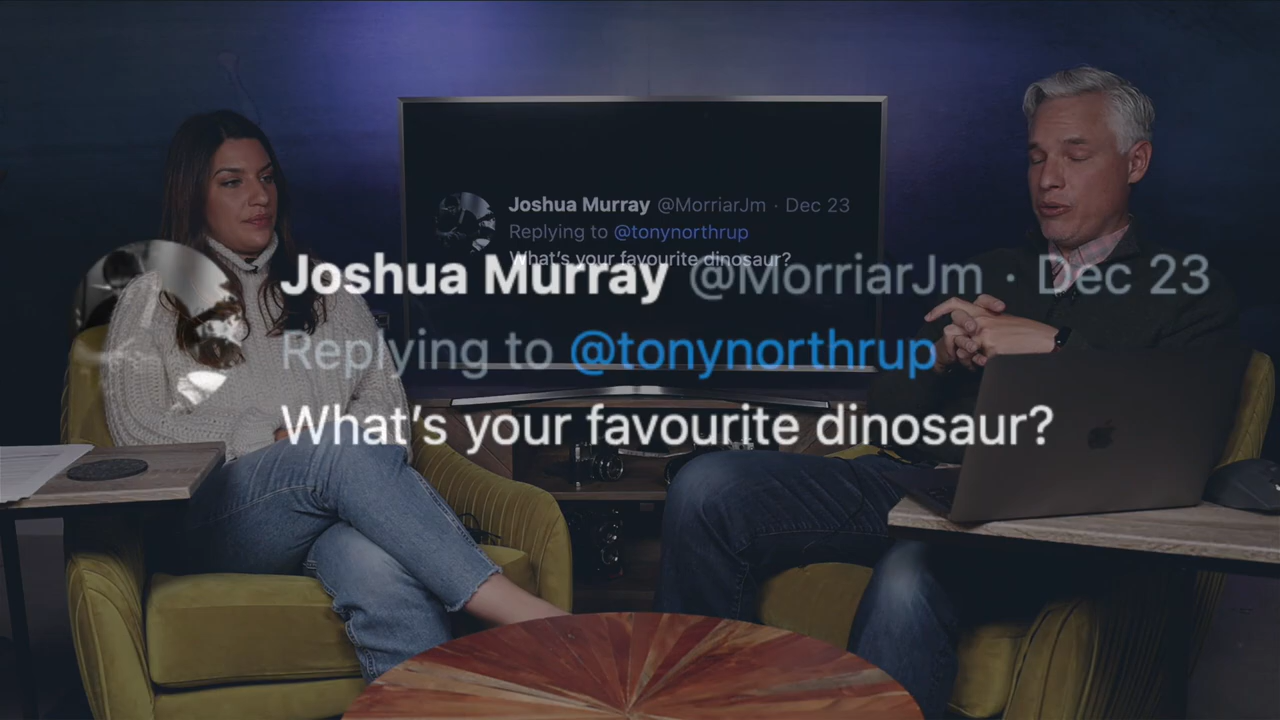 Joshua Murray @MorriarJm · Dec 23
Replying to @tonynorthrup
What's your favourite dinosaur?
Joshua Murray @MorriarJm · Dec 23
Replying to @tonynorthrup
What's your favourite dinosaur?